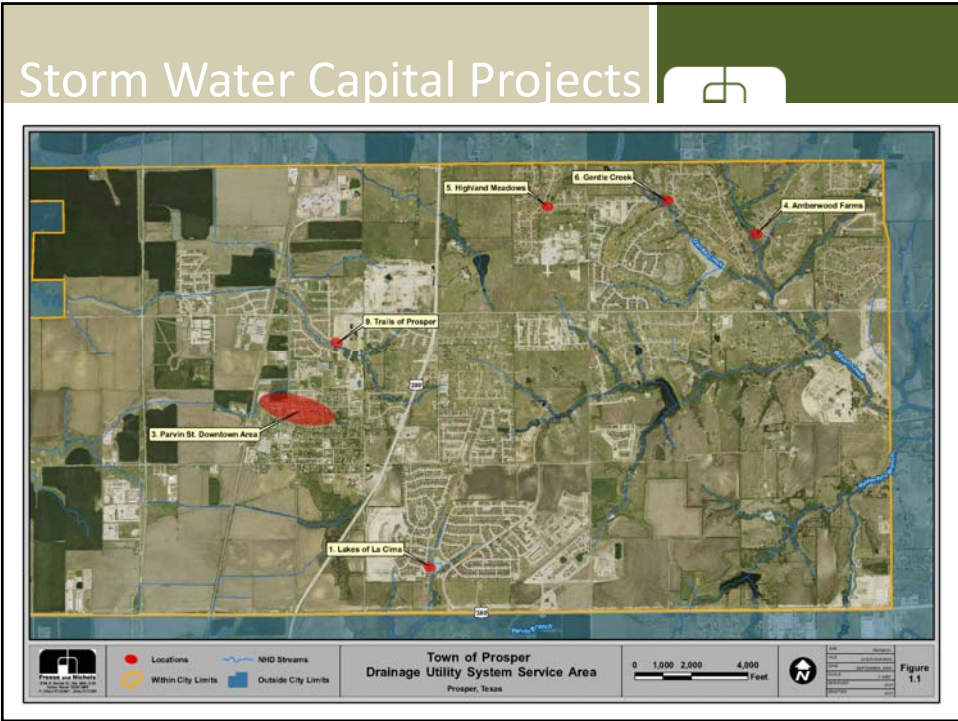 Storm Water Capital Projects
6. Gentle Creek
5. Highland Meadows
4. Amberwood Farms
9. Trails of Prosper
289
3. Parvin St. Downtown Area
1. Lakes of La Cima
380
Freese and Nichols
Locations
NHD Streams
Within City Limits
Outside City Limits
Town of Prosper
Drainage Utility System Service Area
Prosper, Texas
0 1,000 2,000 4,000
Feet
N
Figure
1.1